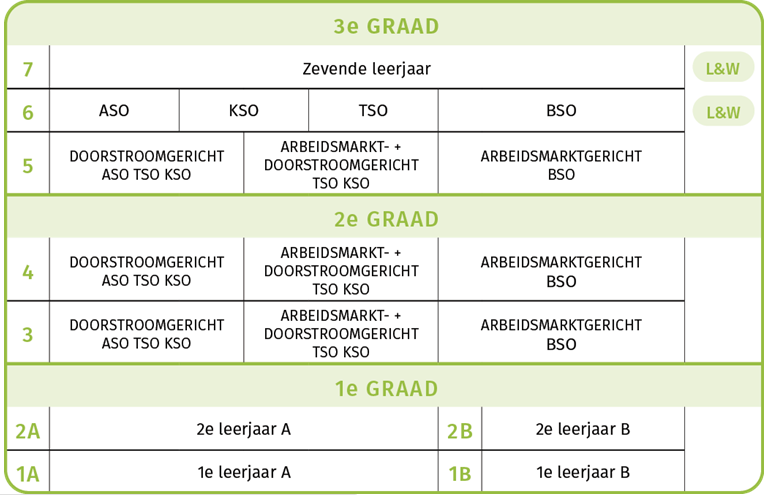 3e GRAAD
7
Zevende leerjaar
L&W
6
ASO
KSO
TSO
BSO
L&W
5
DOORSTROOMGERICHT
ASO TSO KSO
ARBEIDSMARKT- +
DOORSTROOMGERICHT
TSO KSO
ARBEIDSMARKTGERICHT
BSO
2e GRAAD
4
DOORSTROOMGERICHT
ASO TSO KSO
ARBEIDSMARKT- +
DOORSTROOMGERICHT
TSO KSO
ARBEIDSMARKTGERICHT
BSO
3
DOORSTROOMGERICHT
ASO TSO KSO
ARBEIDSMARKT- +
DOORSTROOMGERICHT
TSO KSO
ARBEIDSMARKTGERICHT
BSO
1e GRAAD
2A
2e leerjaar A
2B
2e leerjaar B
1A
1e leerjaar A
1B
1e leerjaar B